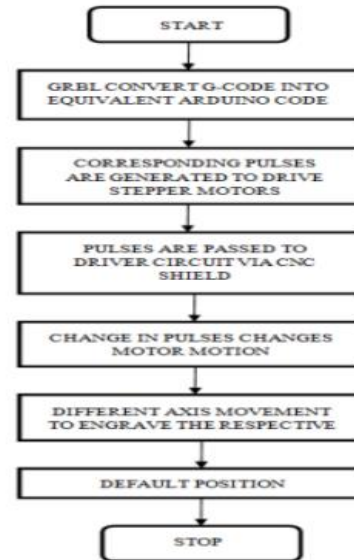 START
GRBL CONVERT G-CODE INTO
EQUIVALENT ARDUINO CODE
CORRESPONDING PULSES
ARE GENERATED TO DRIVE
STEPPER MOTORS
PULSES ARE PASSED TO
DRIVER CIRCUIT VIA CNC
SHIELD
CHANGE IN PULSES CHANGES
MOTOR MOTION
DIFFERENT AXIS MOVEMENT
TO ENGRAVE THE RESPECTIVE
DEFAULT POSITION
STOP